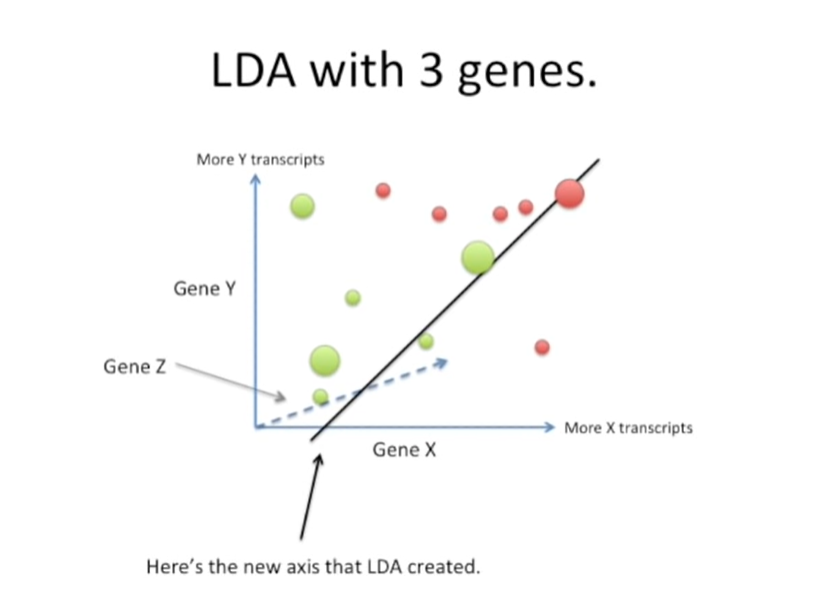 LDA with 3 genes.
More Y transcripts
Gene Y
Gene Z
More X transcripts
Gene X
Here's the new axis that LDA created.